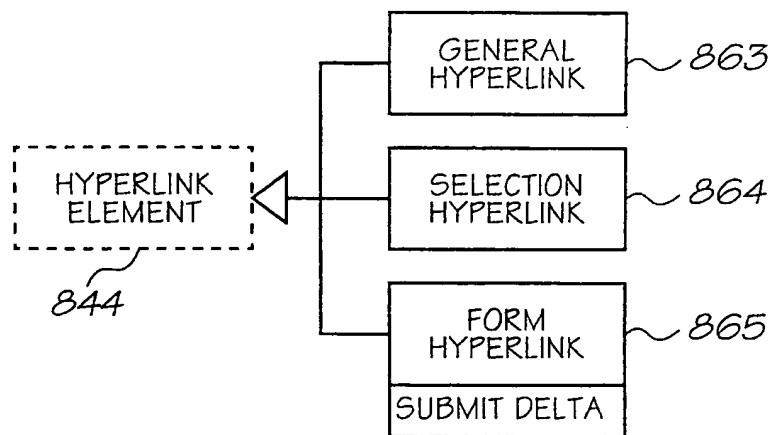 GENERAL
HYPERLINK
863
HYPERLINK
ELEMENT
844
SELECTION
HYPERLINK
864
FORM
HYPERLINK
865
SUBMIT DELTA